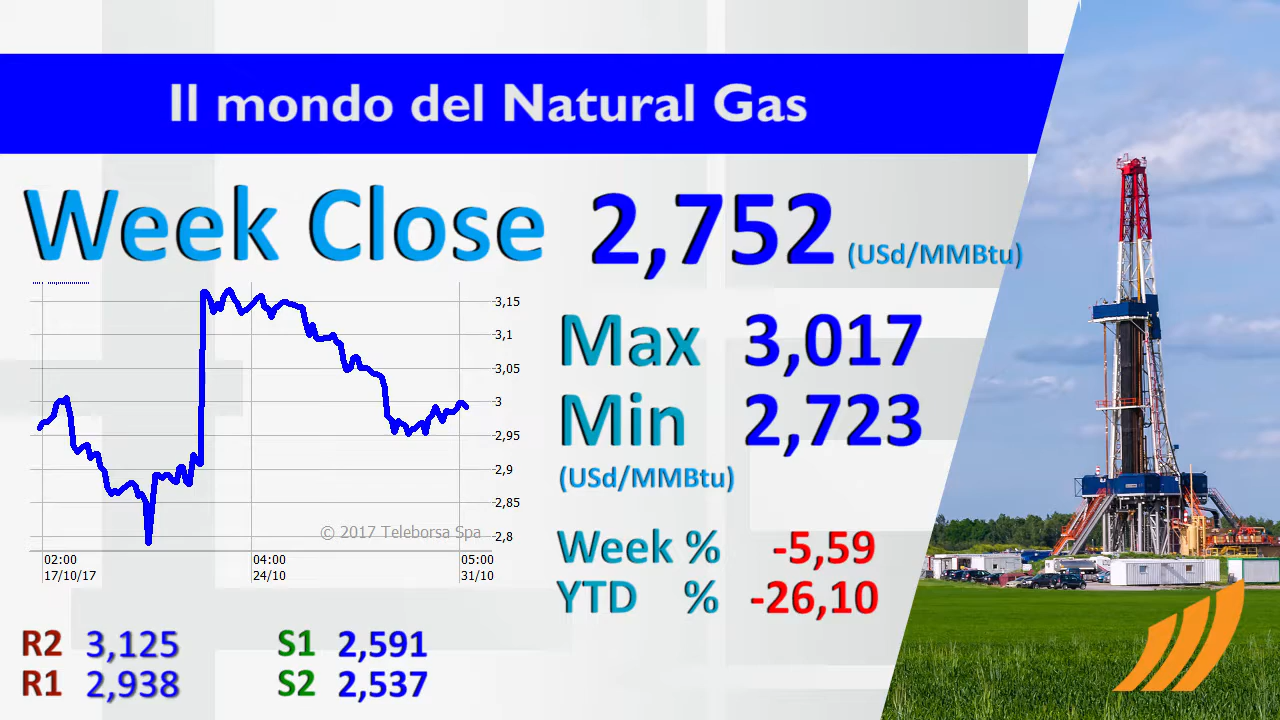 Il mondo del Natural Gas
Week Close 2,752 (USd/MMBtu)
3,15
3,1
3,05
3
2,95
2,9
2,85
2,8
© 2017 Teleborsa Spa
02:00 04:00 05:00
17/10/17 24/10 31/10
Max 3,017
Min 2,723
(USd/MMBtu)
Week % -5,59
YTD % -26,10
R2 3,125 S1 2,591
R1 2,938 S2 2,537